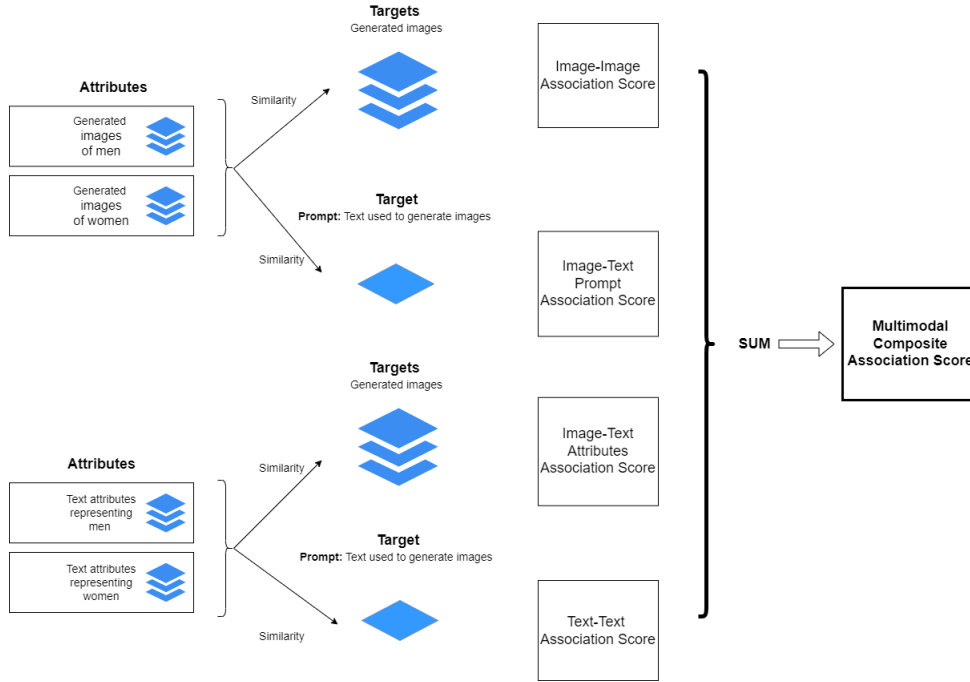 Targets
Generated images
Image-Image
Association Score
Attributes
Similarity
Generated
images
of men
Generated
images
of women
Target
Prompt: Text used to generate images
Similarity
Image-Text
Prompt
Association Score
SUM
Multimodal
Composite
Association Score
Targets
Generated images
Image-Text
Attributes
Association Score
Attributes
Similarity
Text attributes
representing
men
Text attributes
representing
women
Target
Prompt: Text used to generate images
Similarity
Text-Text
Association Score